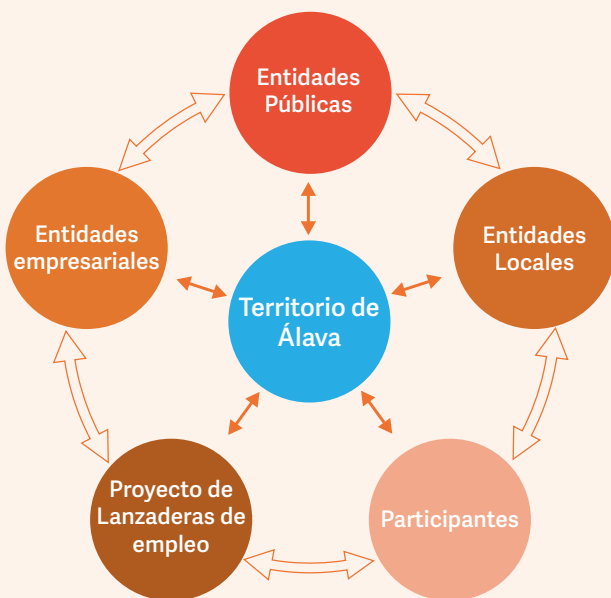 Entidades
Públicas
Entidades
empresariales
Entidades
Locales
Territorio de
Álava
Proyecto de
Lanzaderas de
empleo
Participantes